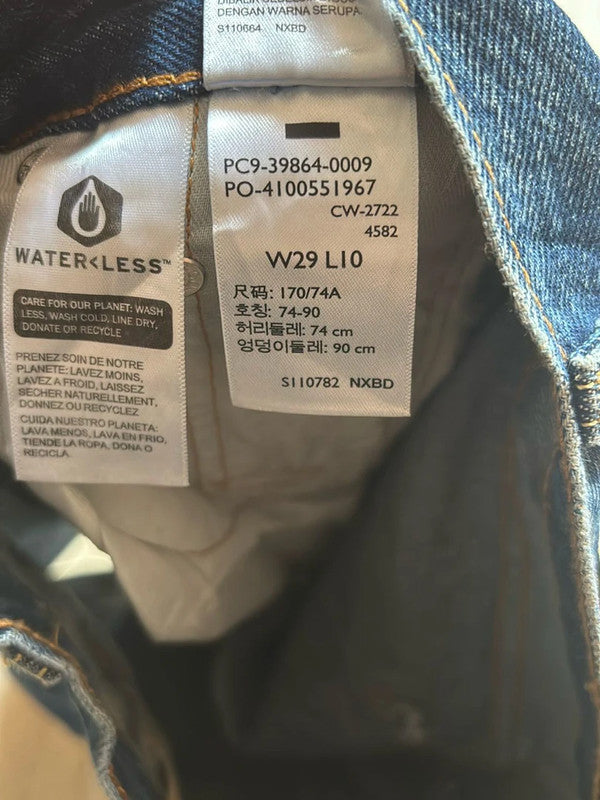 DENGAN WARNA SERUPA.
S110664 NXBD
PC9-39864-0009
PO-4100551967
CW-2722
4582
W29 L10
尺码: 170/74A
호칭: 74-90
허리둘레: 74 cm
엉덩이둘레: 90 cm
S110782 NXBD
WATER<LESS™
CARE FOR OUR PLANET: WASH
LESS, WASH COLD, LINE DRY,
DONATE OR RECYCLE
PRENEZ SOIN DE NOTRE
PLANETE: LAVEZ MOINS,
LAVEZ A FROID, LAISSEZ
SECHER NATURELLEMENT,
DONNEZ OU RECYCLEZ
CUIDA NUESTRO PLANETA:
LAVA MENOS, LAVA EN FRIO,
TIENDE LA ROPA, DONA O
RECICLA.